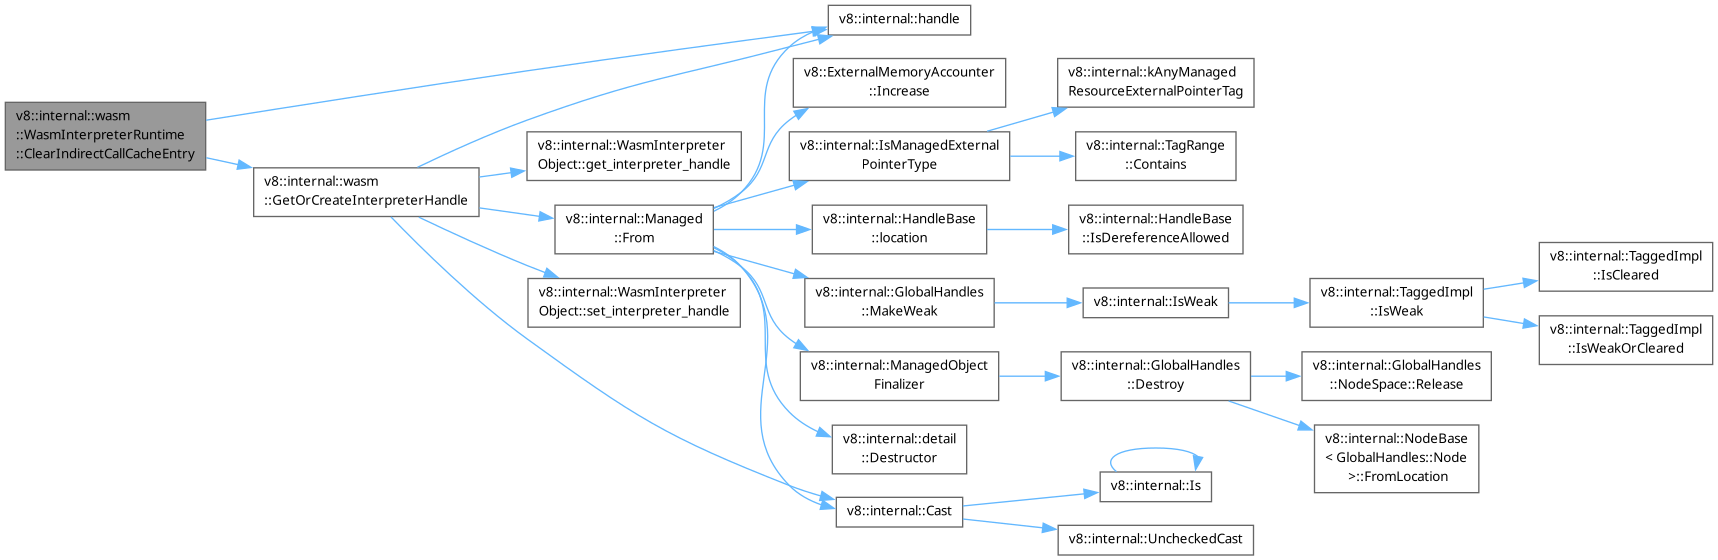 v8::internal::wasm
::WasmInterpreterRuntime
::ClearIndirectCallCacheEntry
v8::internal::handle
v8::internal::wasm
::GetOrCreateInterpreterHandle
v8::internal::WasmInterpreter
Object::get_interpreter_handle
v8::internal::Managed
::From
v8::internal::WasmInterpreter
Object::set_interpreter_handle
v8::ExternalMemoryAccounter
::Increase
v8::internal::IsManagedExternal
PointerType
v8::internal::kAnyManaged
ResourceExternalPointerTag
v8::internal::TagRange
::Contains
v8::internal::HandleBase
::location
v8::internal::HandleBase
::IsDereferenceAllowed
v8::internal::GlobalHandles
::MakeWeak
v8::internal::IsWeak
v8::internal::TaggedImpl
::IsWeak
v8::internal::TaggedImpl
::IsCleared
v8::internal::TaggedImpl
::IsWeakOrCleared
v8::internal::ManagedObject
Finalizer
v8::internal::GlobalHandles
::Destroy
v8::internal::GlobalHandles
::NodeSpace::Release
v8::internal::NodeBase
< GlobalHandles::Node
>::FromLocation
v8::internal::detail
::Destructor
v8::internal::Cast
v8::internal::Is
v8::internal::UncheckedCast